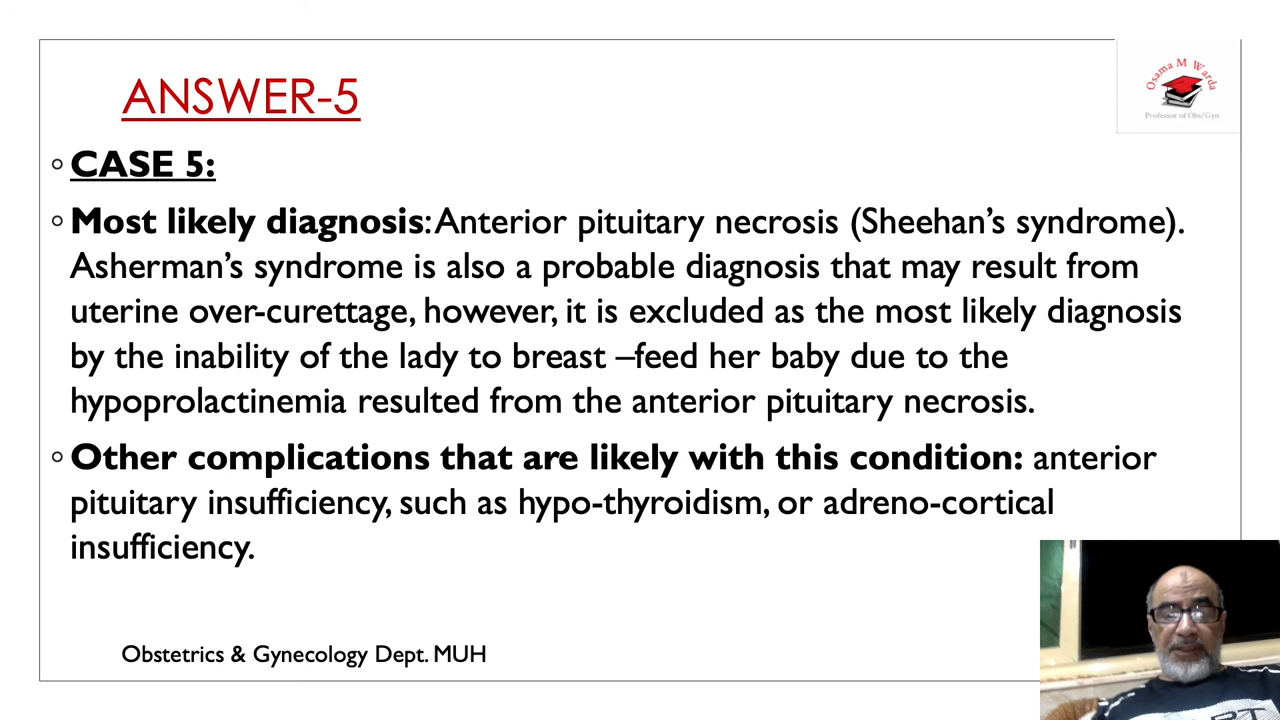 ANSWER-5
Osama M Warda
Professor of Obs/Gyn
CASE 5:
Most likely diagnosis: Anterior pituitary necrosis (Sheehan’s syndrome).
Asherman’s syndrome is also a probable diagnosis that may result from
uterine over-curettage, however, it is excluded as the most likely diagnosis
by the inability of the lady to breast –feed her baby due to the
hypoprolactinemia resulted from the anterior pituitary necrosis.
Other complications that are likely with this condition: anterior
pituitary insufficiency, such as hypo-thyroidism, or adreno-cortical
insufficiency.
Obstetrics & Gynecology Dept. MUH